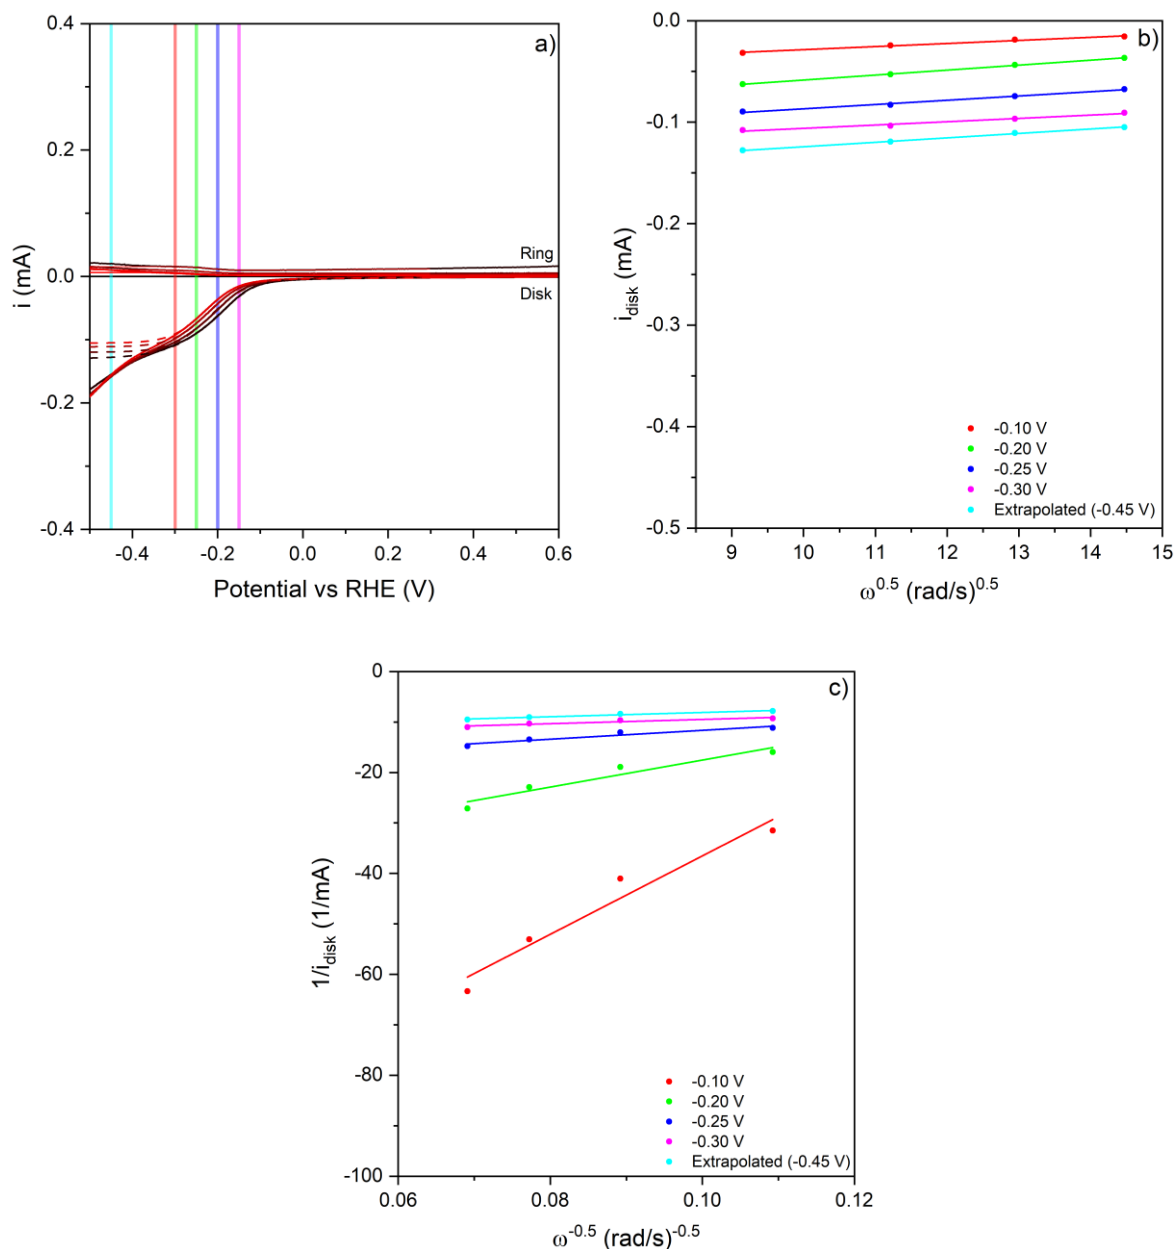 a)
0.4
0.2
0.0
-0.2
-0.4
i (mA)
Ring
Disk
-0.4 -0.2 0.0 0.2 0.4 0.6
Potential vs RHE (V)
b)
0.0
-0.1
-0.2
-0.3
-0.4
-0.5
i_disk (mA)
-0.10 V
-0.20 V
-0.25 V
-0.30 V
Extrapolated (-0.45 V)
9 10 11 12 13 14 15
ω^0.5 (rad/s)^0.5
c)
0
-20
-40
-60
-80
-100
1/i_disk (1/mA)
-0.10 V
-0.20 V
-0.25 V
-0.30 V
Extrapolated (-0.45 V)
0.06 0.08 0.10 0.12
ω^-0.5 (rad/s)^-0.5